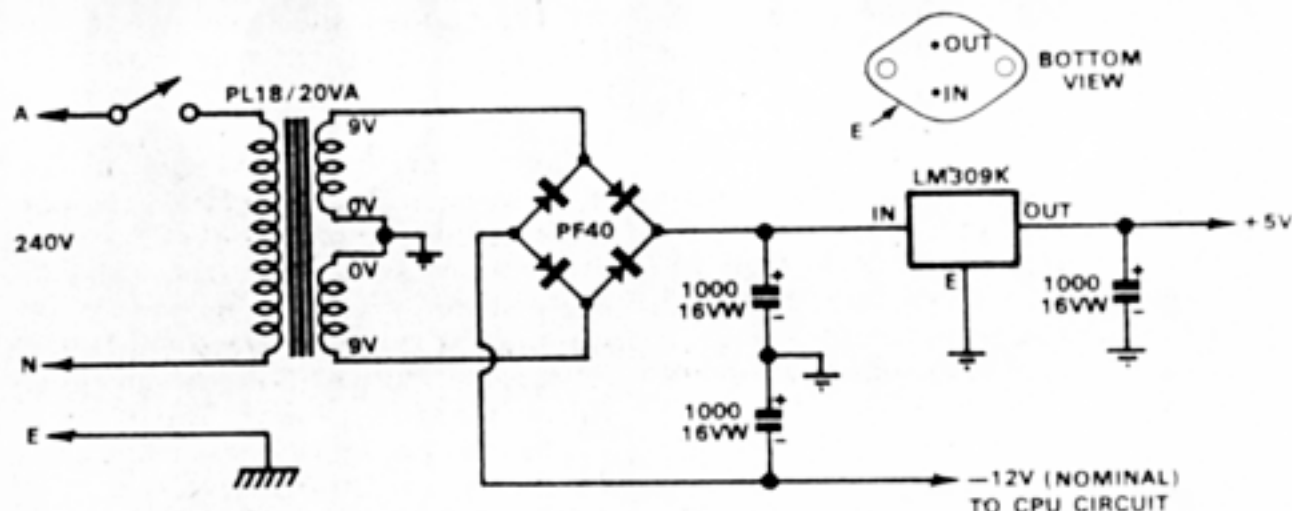 OUT
BOTTOM
VIEW
IN
E
PL18/20VA
A
9V
0V
LM309K
IN
OUT
E
+5V
PF40
240V
0V
9V
1000
16VW
1000
16VW
1000
16VW
N
E
−12V (NOMINAL)
TO CPU CIRCUIT